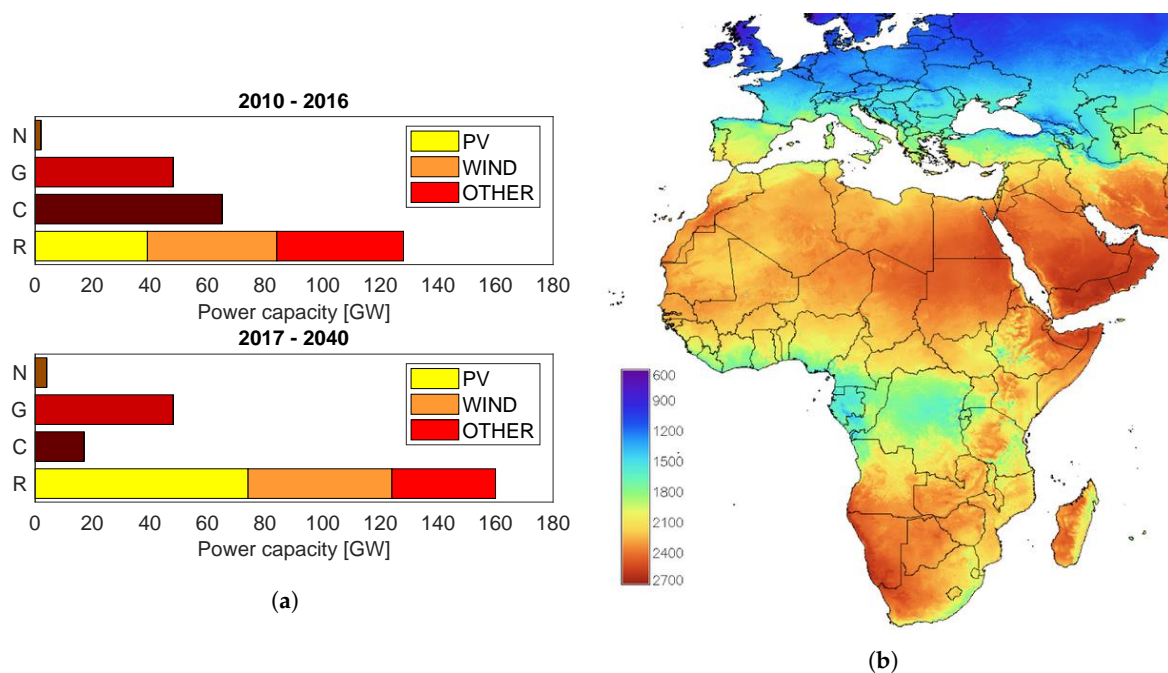 2010 - 2016
N
G
C
R
PV
WIND
OTHER
0 20 40 60 80 100 120 140 160 180
Power capacity [GW]
2017 - 2040
N
G
C
R
PV
WIND
OTHER
0 20 40 60 80 100 120 140 160 180
Power capacity [GW]
(a)
600
900
1200
1500
1800
2100
2400
2700
(b)